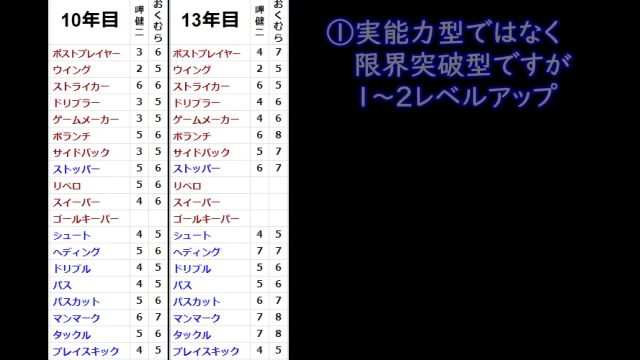 10年目 岬健二 おくむら 13年目 岬健二 おくむら
ポストプレイヤー 3 6 ポストプレイヤー 4 7
ウイング 2 5 ウイング 2 5
ストライカー 6 6 ストライカー 6 5
ドリブラー 3 5 ドリブラー 4 6
ゲームメーカー 3 5 ゲームメーカー 4 6
ボランチ 5 6 ボランチ 6 8
サイドバック 3 5 サイドバック 5 7
ストッパー 5 6 ストッパー 6 7
リベロ 5 6 リベロ
スイーパー 4 6 スイーパー
ゴールキーパー ゴールキーパー
シュート 4 5 シュート 4 5
ヘディング 5 6 ヘディング 7 7
ドリブル 4 5 ドリブル 5 6
パス 4 5 パス 5 6
パスカット 5 6 パスカット 6 7
マンマーク 6 7 マンマーク 7 8
タックル 5 6 タックル 7 8
プレイスキック 4 5 プレイスキック 4 5
①実能力型ではなく
限界突破型ですが
1～2レベルアップ